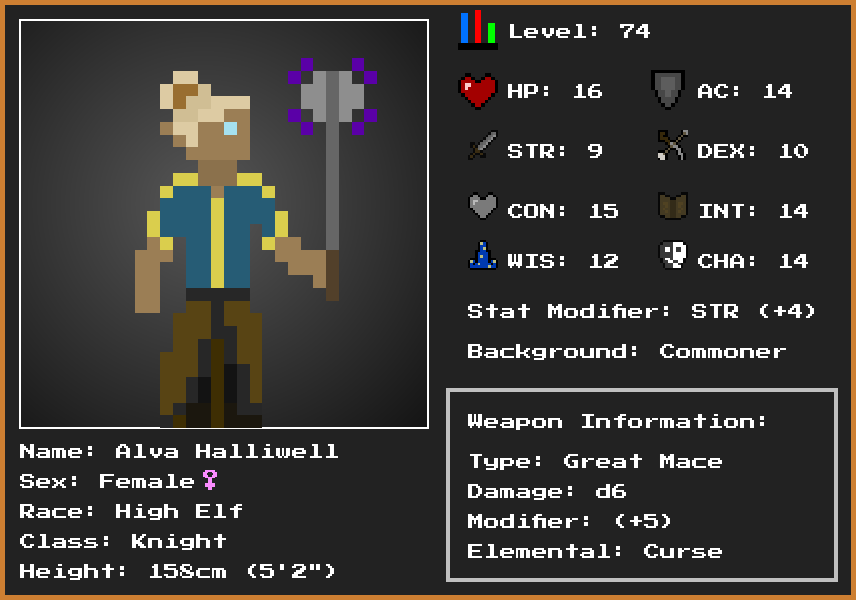 Level: 74
HP: 16
AC: 14
STR: 9
DEX: 10
CON: 15
INT: 14
WIS: 12
CHA: 14
Stat Modifier: STR (+4)
Background: Commoner
Weapon Information:
Type: Great Mace
Damage: d6
Modifier: (+5)
Elemental: Curse
Name: Alva Halliwell
Sex: Female♀
Race: High Elf
Class: Knight
Height: 158cm (5'2")